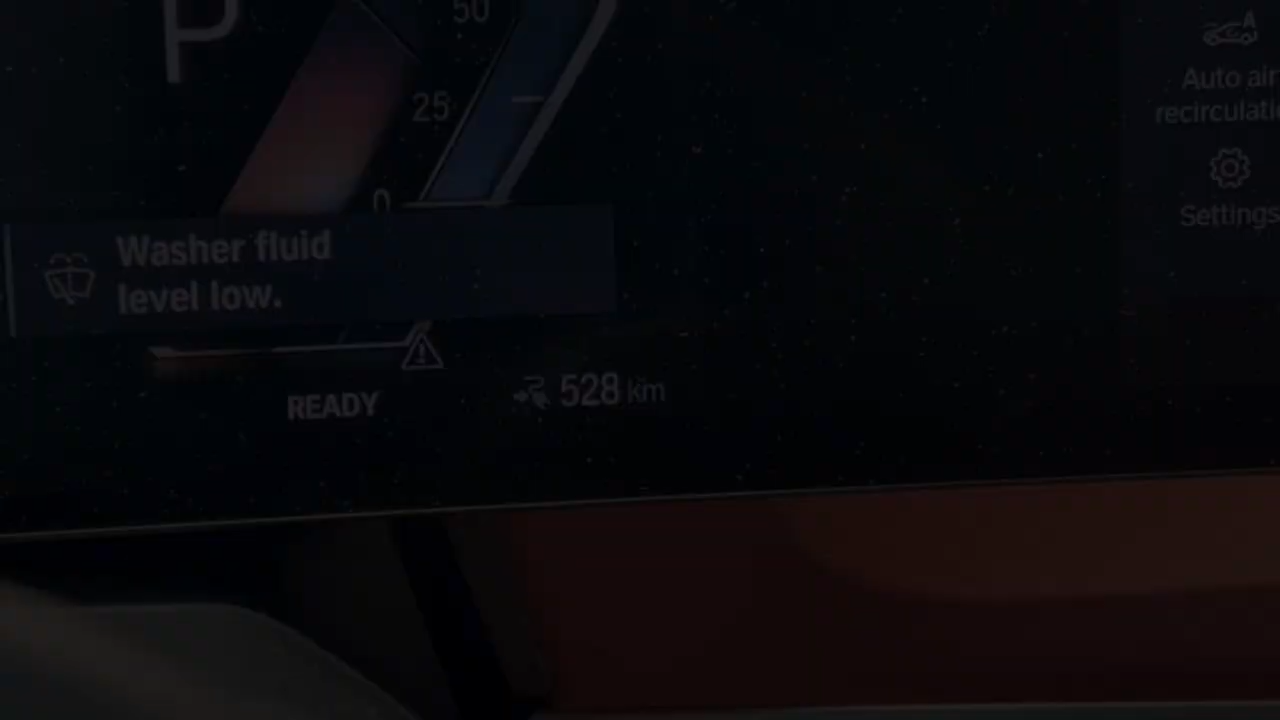 P
50
25
0
Washer fluid
level low.
READY
528 km
A
Auto air
recirculati
Settings